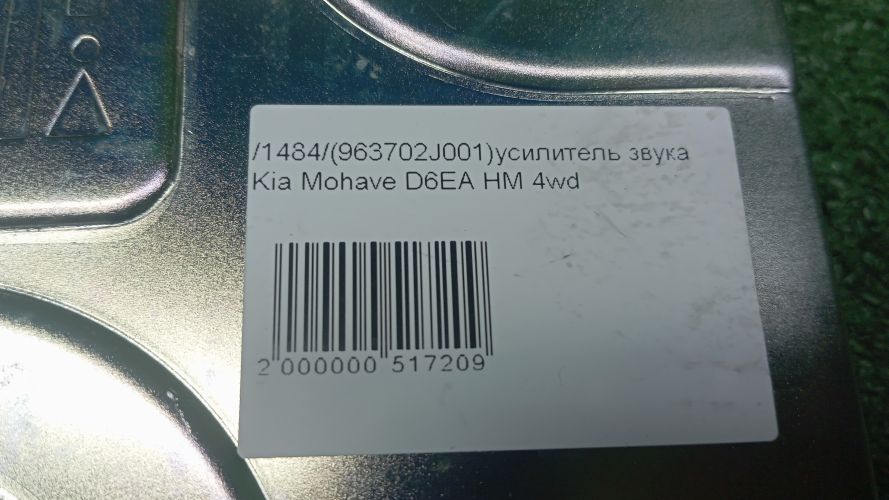 /1484/(963702J001)усилитель звука
Kia Mohave D6EA HM 4wd
2 000000 517209